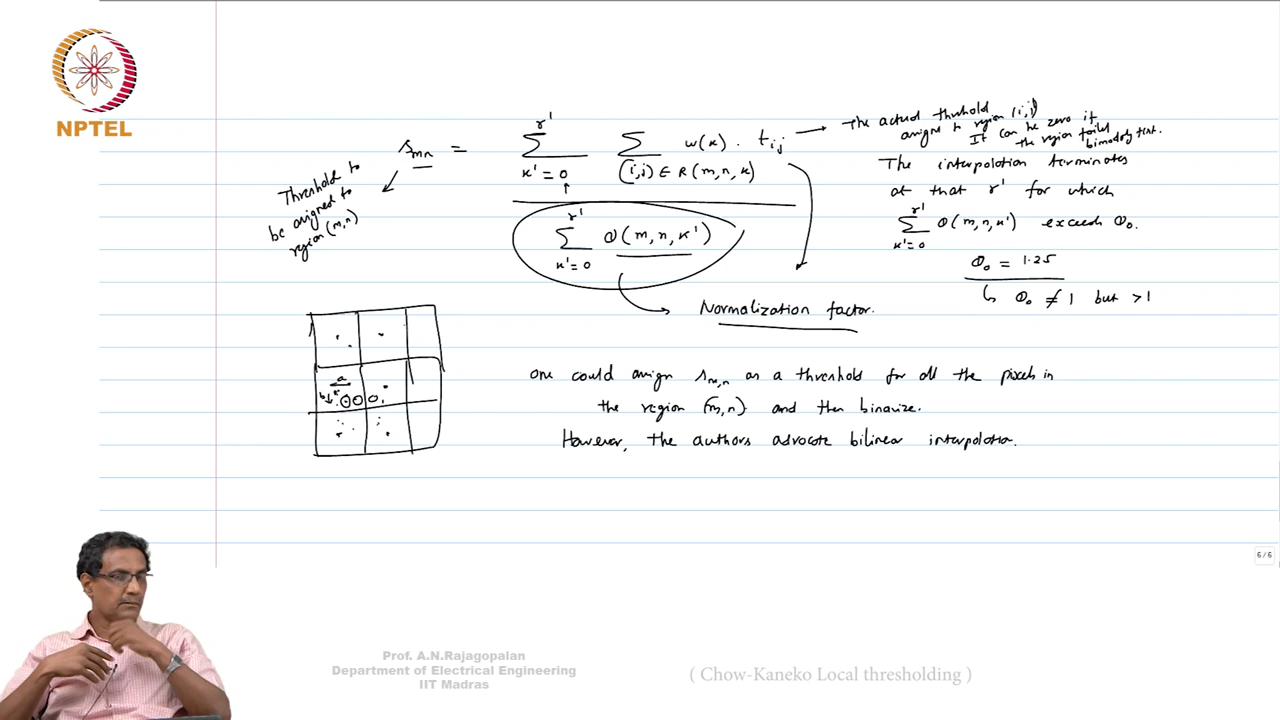 NPTEL
s_mn = Σ_{κ'=0}^{r'} Σ_{(i,j) ∈ R(m,n,κ)} w(κ) . t_{i,j}
Σ_{κ'=0}^{r'} Θ(m,n,κ')
Threshold to
be assigned to
region (m,n)
The actual threshold
assigned to region (i,j)
It can be zero if
the region failed
bimodality test.
The interpolation terminates
at that r' for which
Σ_{κ'=0}^{r'} Θ(m,n,κ') exceeds Θ₀.
Θ₀ = 1.25
Θ₀ ≠ 1 but > 1
Normalization factor.
a
b
One could assign s_{m,n} as a threshold for all the pixels in
the region (m,n) and then binarize.
However, the authors advocate bilinear interpolation.
6 / 6
Prof. A.N.Rajagopalan
Department of Electrical Engineering
IIT Madras
( Chow-Kaneko Local thresholding )